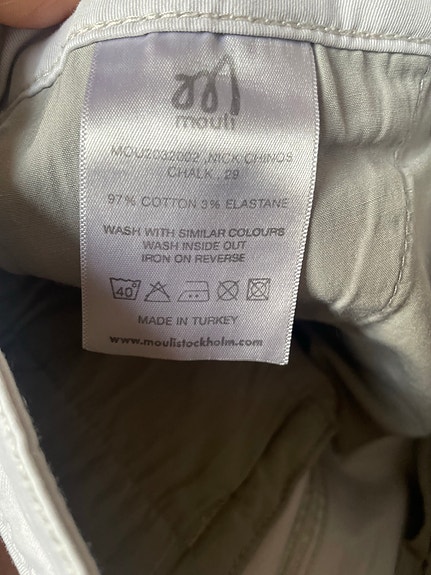 mouli
MOU2032002 , NICK CHINOS
CHALK , 29
97% COTTON 3% ELASTANE
WASH WITH SIMILAR COLOURS
WASH INSIDE OUT
IRON ON REVERSE
40°
MADE IN TURKEY
www.moulistockholm.com